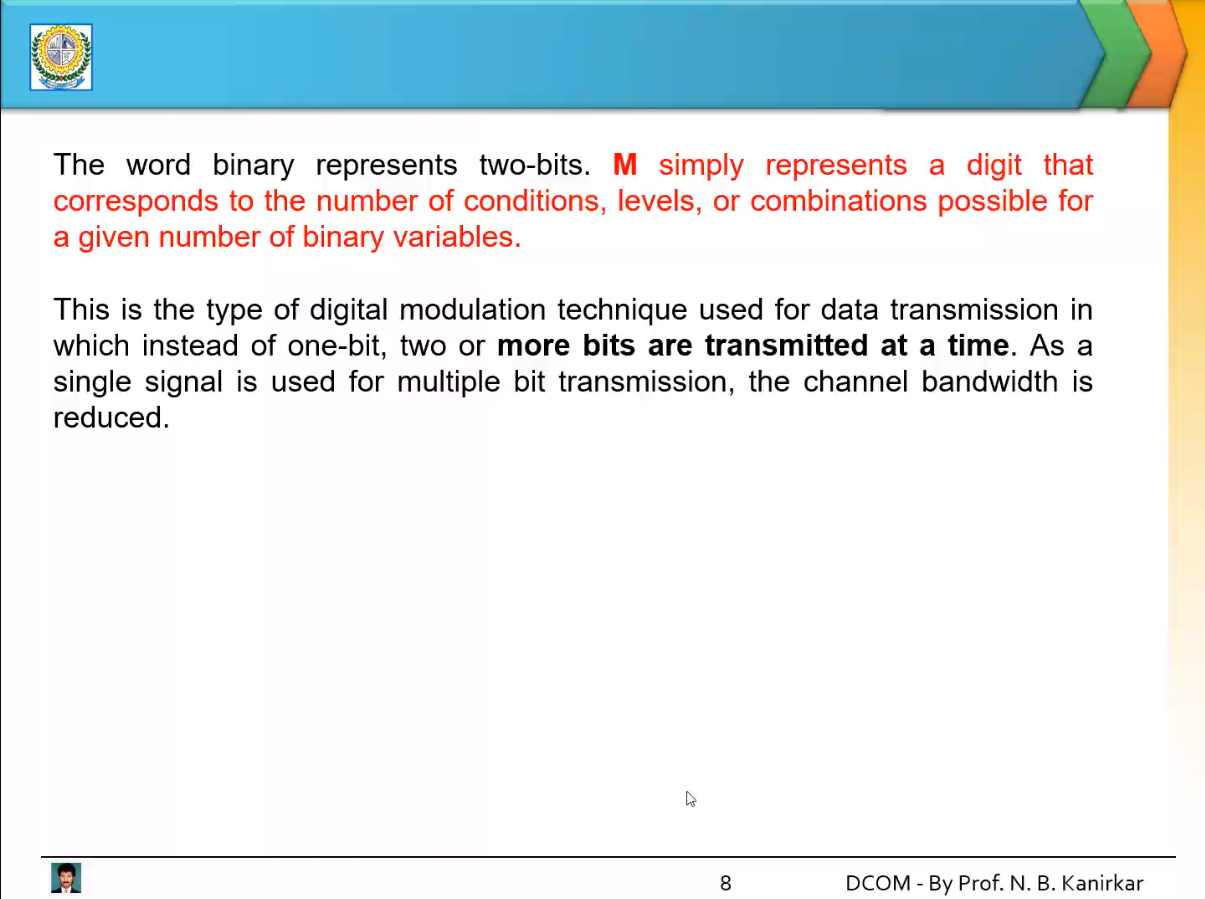 The word binary represents two-bits. M simply represents a digit that
corresponds to the number of conditions, levels, or combinations possible for
a given number of binary variables.
This is the type of digital modulation technique used for data transmission in
which instead of one-bit, two or more bits are transmitted at a time. As a
single signal is used for multiple bit transmission, the channel bandwidth is
reduced.
8
DCOM - By Prof. N. B. Kanirkar